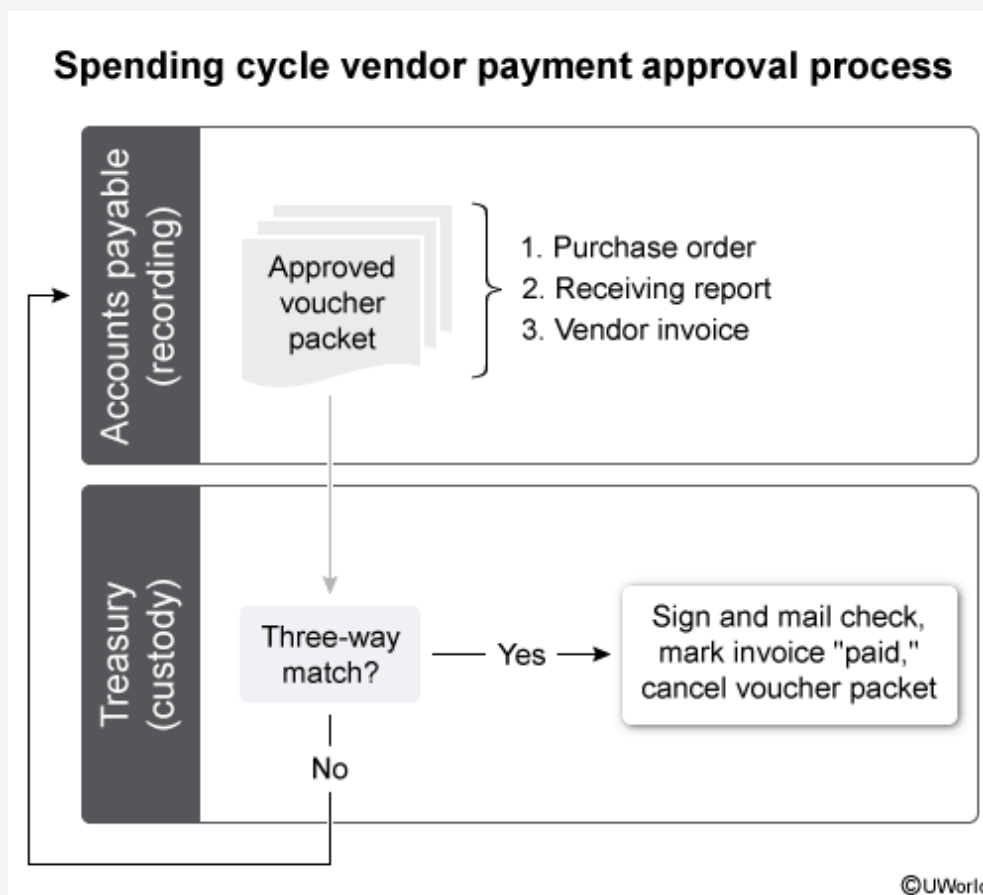 Spending cycle vendor payment approval process
Accounts payable
(recording)
Approved
voucher
packet
1. Purchase order
2. Receiving report
3. Vendor invoice
Treasury
(custody)
Three-way
match?
Yes
Sign and mail check,
mark invoice "paid,"
cancel voucher packet
No